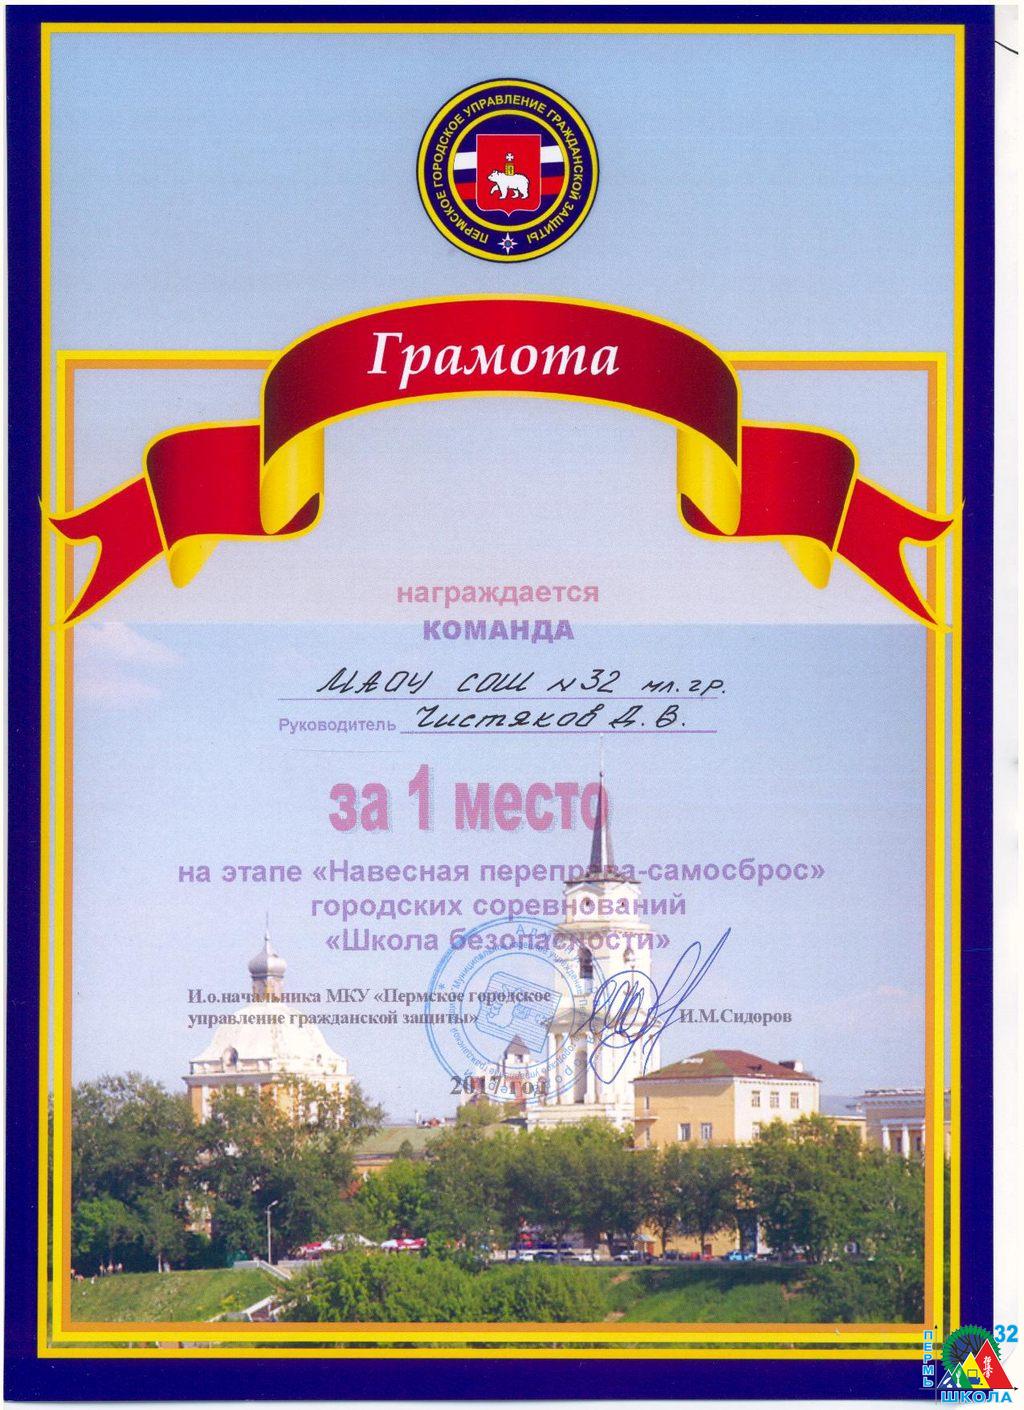 ПЕРМСКОЕ ГОРОДСКОЕ УПРАВЛЕНИЕ ГРАЖДАНСКОЙ ЗАЩИТЫ
Грамота
награждается
КОМАНДА
МАОУ СОШ №32 мл.гр.
Руководитель Чистяков Д.В.
за 1 место
на этапе «Навесная переправа-самосброс»
городских соревнований
«Школа безопасности»
И.о.начальника МКУ «Пермское городское
управление гражданской защиты»
И.М.Сидоров
2017 год
ПЕРМЬ
32
ШКОЛА